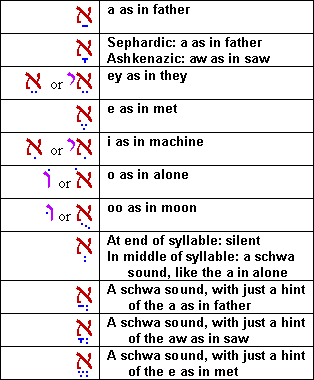 אַ a as in father
אָ Sephardic: a as in father
Ashkenazic: aw as in saw
אֵ or אֵי ey as in they
אֶ e as in met
אִ or אִי i as in machine
וֹ or אֹ o as in alone
וּ or אֻ oo as in moon
אְ At end of syllable: silent
In middle of syllable: a schwa
sound, like the a in alone
אֲ A schwa sound, with just a hint
of the a as in father
אֳ A schwa sound, with just a hint
of the aw as in saw
אֱ A schwa sound, with just a hint
of the e as in met